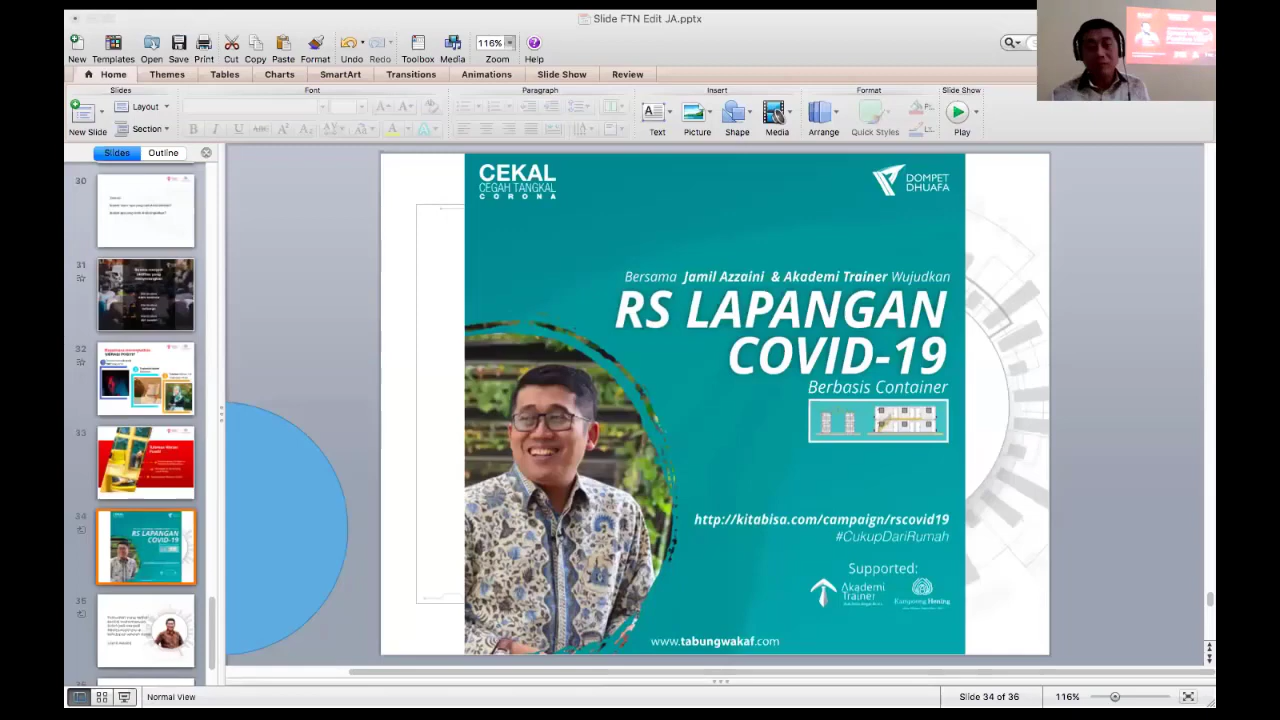 Slide FTN Edit JA.pptx
116%
New Templates Open Save Print Cut Copy Paste Format Undo Redo Toolbox Media Zoom Help
Home Themes Tables Charts SmartArt Transitions Animations Slide Show Review
Slides Font Paragraph Insert Format Slide Show
New Slide
Layout
Section
B I U ABC
Text Picture Shape Media Arrange Quick Styles Play
Slides Outline
30
31
32
33
34
35
CEKAL
CEGAH TANGKAL
CORONA
DOMPET
DHUAFA
Bersama Jamil Azzaini & Akademi Trainer Wujudkan
RS LAPANGAN
COVID-19
Berbasis Container
http://kitabisa.com/campaign/rscovid19
#CukupDariRumah
Supported:
Akademi
Trainer
Kampoeng Hening
www.tabungwakaf.com
Normal View
Slide 34 of 36
116%